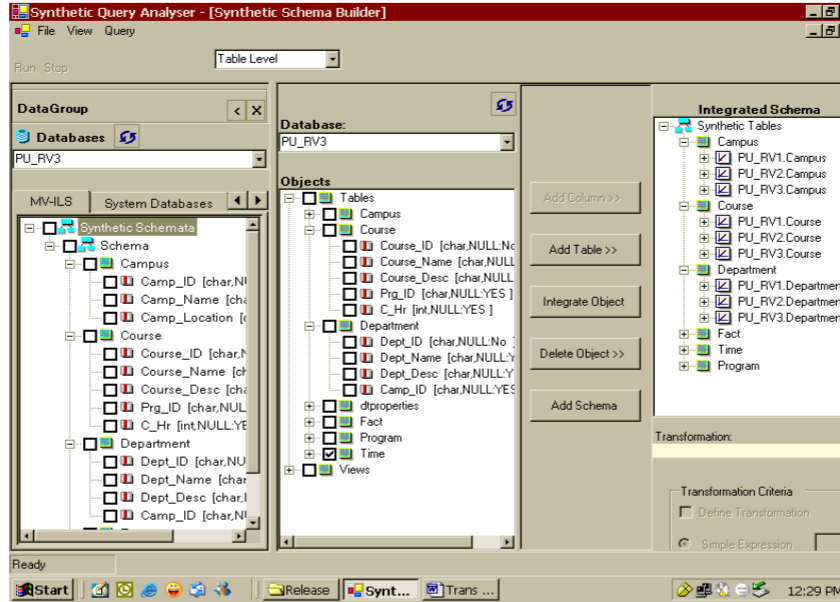 Synthetic Query Analyser - [Synthetic Schema Builder]
File View Query
Run Stop
Table Level
DataGroup
Databases
PU_RV3
MV-ILS
System Databases
Synthetic Schemata
Schema
Campus
Camp_ID [char,NU
Camp_Name [cha
Camp_Location [c
Course
Course_ID [char,N
Course_Name [ch
Course_Desc [cha
Prg_ID [char,NUL
C_Hr [int,NULL:YE
Department
Dept_ID [char,NU
Dept_Name [char
Dept_Desc [char,I
Camp_ID [char,NU
Database:
PU_RV3
Objects
Tables
Campus
Course
Course_ID [char,NULL:No
Course_Name [char,NULL
Course_Desc [char,NULL
Prg_ID [char,NULL:YES ]
C_Hr [int,NULL:YES ]
Department
Dept_ID [char,NULL:No ]
Dept_Name [char,NULL:Y
Dept_Desc [char,NULL:Y
Camp_ID [char,NULL:YES
dtproperties
Fact
Program
Time
Views
Add Column >>
Add Table >>
Integrate Object
Delete Object >>
Add Schema
Integrated Schema
Synthetic Tables
Campus
PU_RV1.Campus
PU_RV2.Campus
PU_RV3.Campus
Course
PU_RV1.Course
PU_RV2.Course
PU_RV3.Course
Department
PU_RV1.Departmen
PU_RV2.Departmen
PU_RV3.Departmen
Fact
Time
Program
Transformation:
Transformation Criteria
Define Transformation
Simple Expression
Ready
Start
Release
Synt...
Trans ...
12:29 PM